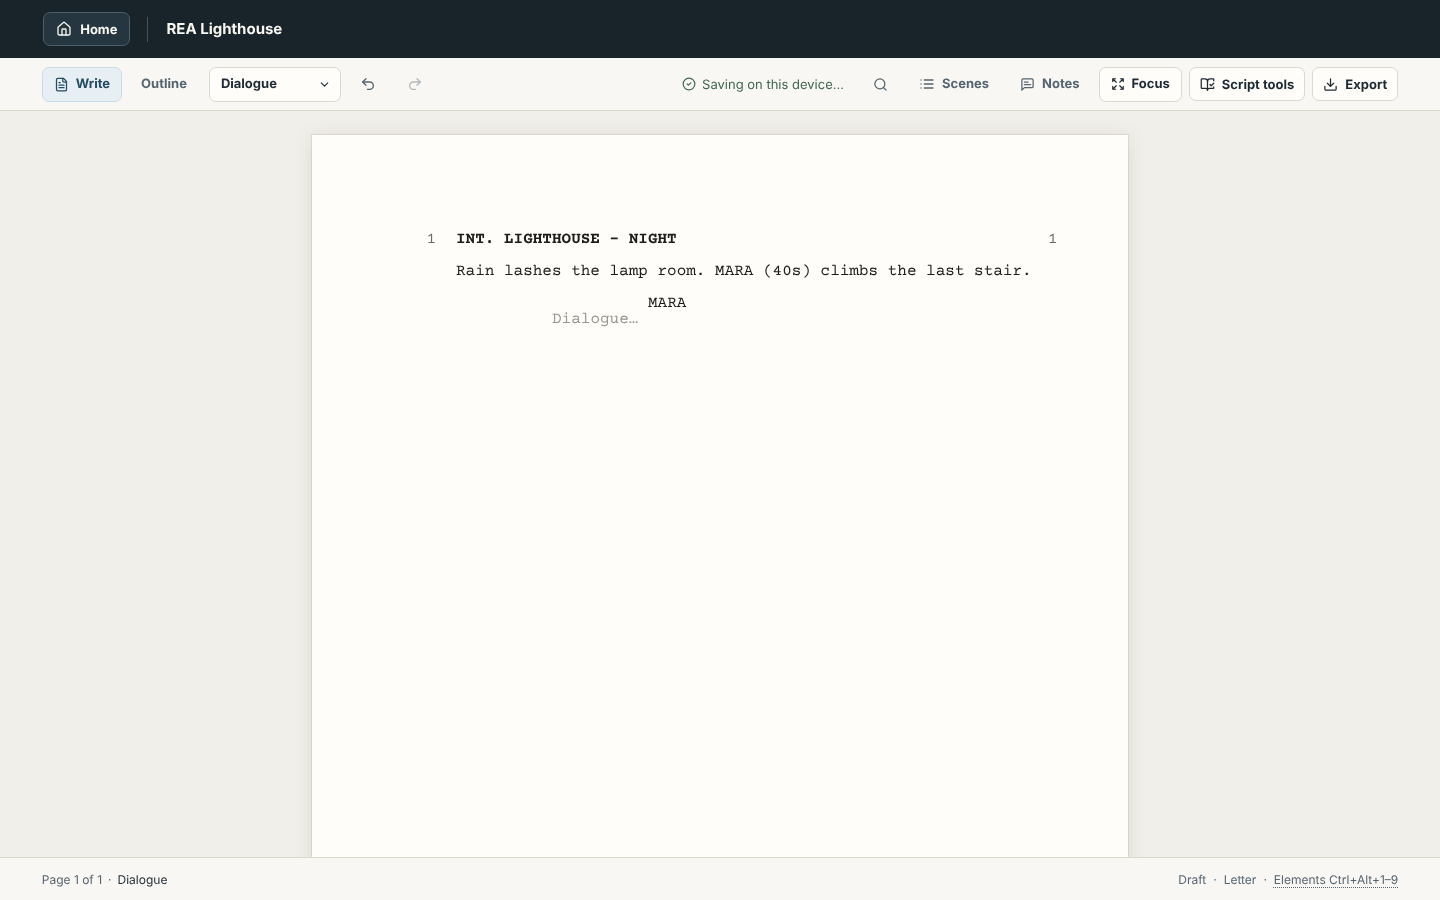 Home REA Lighthouse
Write Outline Dialogue Saving on this device... Scenes Notes Focus Script tools Export
1 INT. LIGHTHOUSE - NIGHT 1
Rain lashes the lamp room. MARA (40s) climbs the last stair.
MARA
Dialogue…
Page 1 of 1 · Dialogue Draft · Letter · Elements Ctrl+Alt+1–9